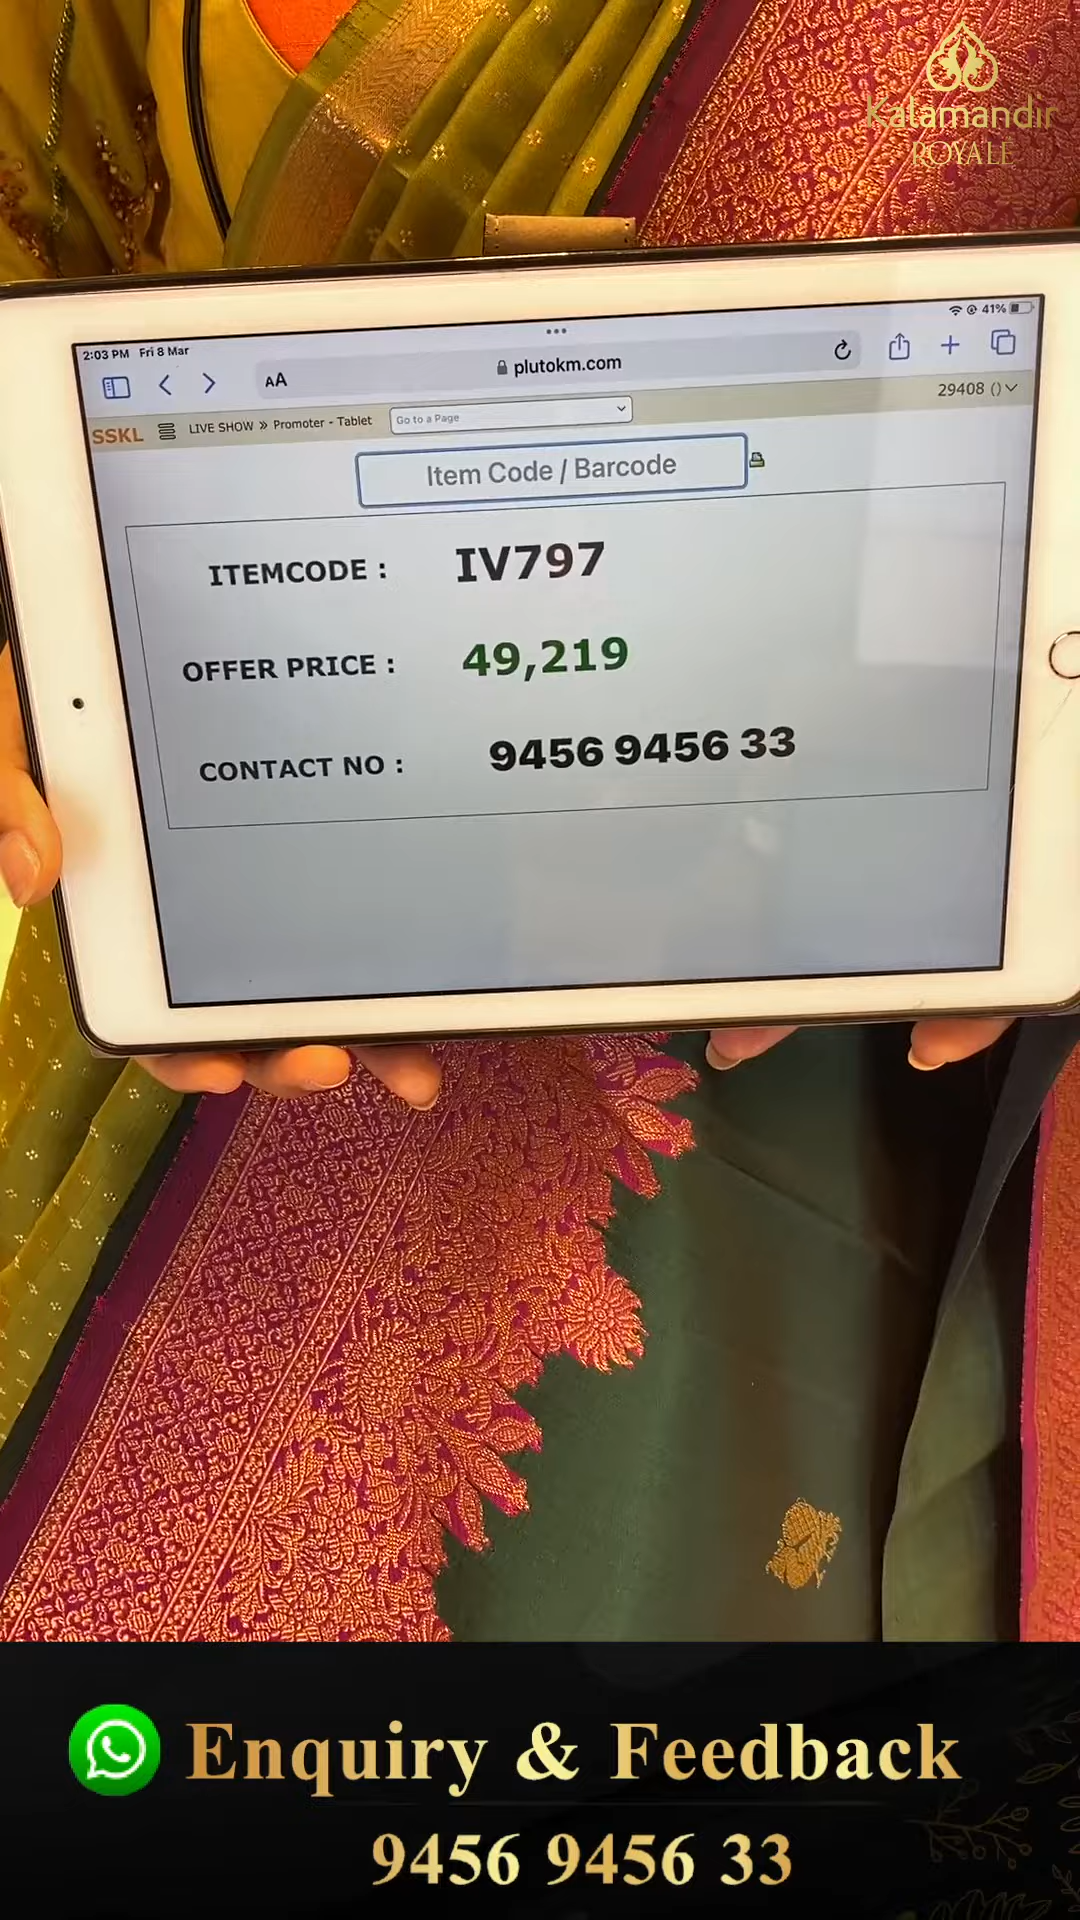 Kalamandir
ROYALE
2:03 PM Fri 8 Mar
41%
AA
plutokm.com
SSKL
LIVE SHOW » Promoter - Tablet
Go to a Page
29408 ()
Item Code / Barcode
ITEMCODE : IV797
OFFER PRICE : 49,219
CONTACT NO : 9456 9456 33
Enquiry & Feedback
9456 9456 33